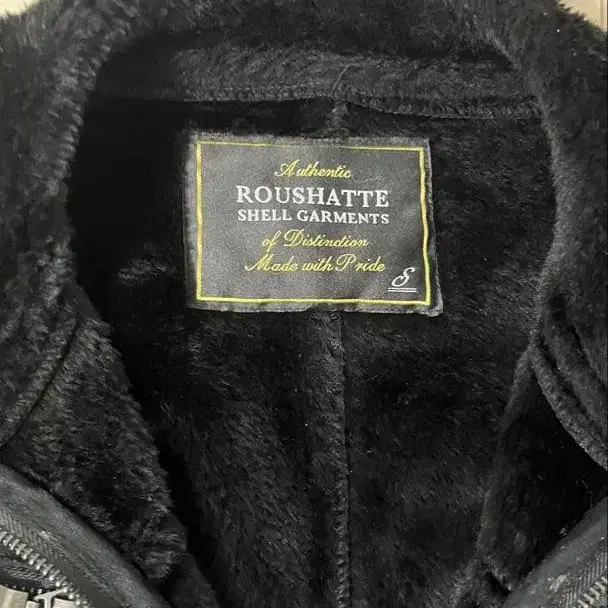 Authentic
ROUSHATTE
SHELL GARMENTS
of Distinction
Made with Pride
S